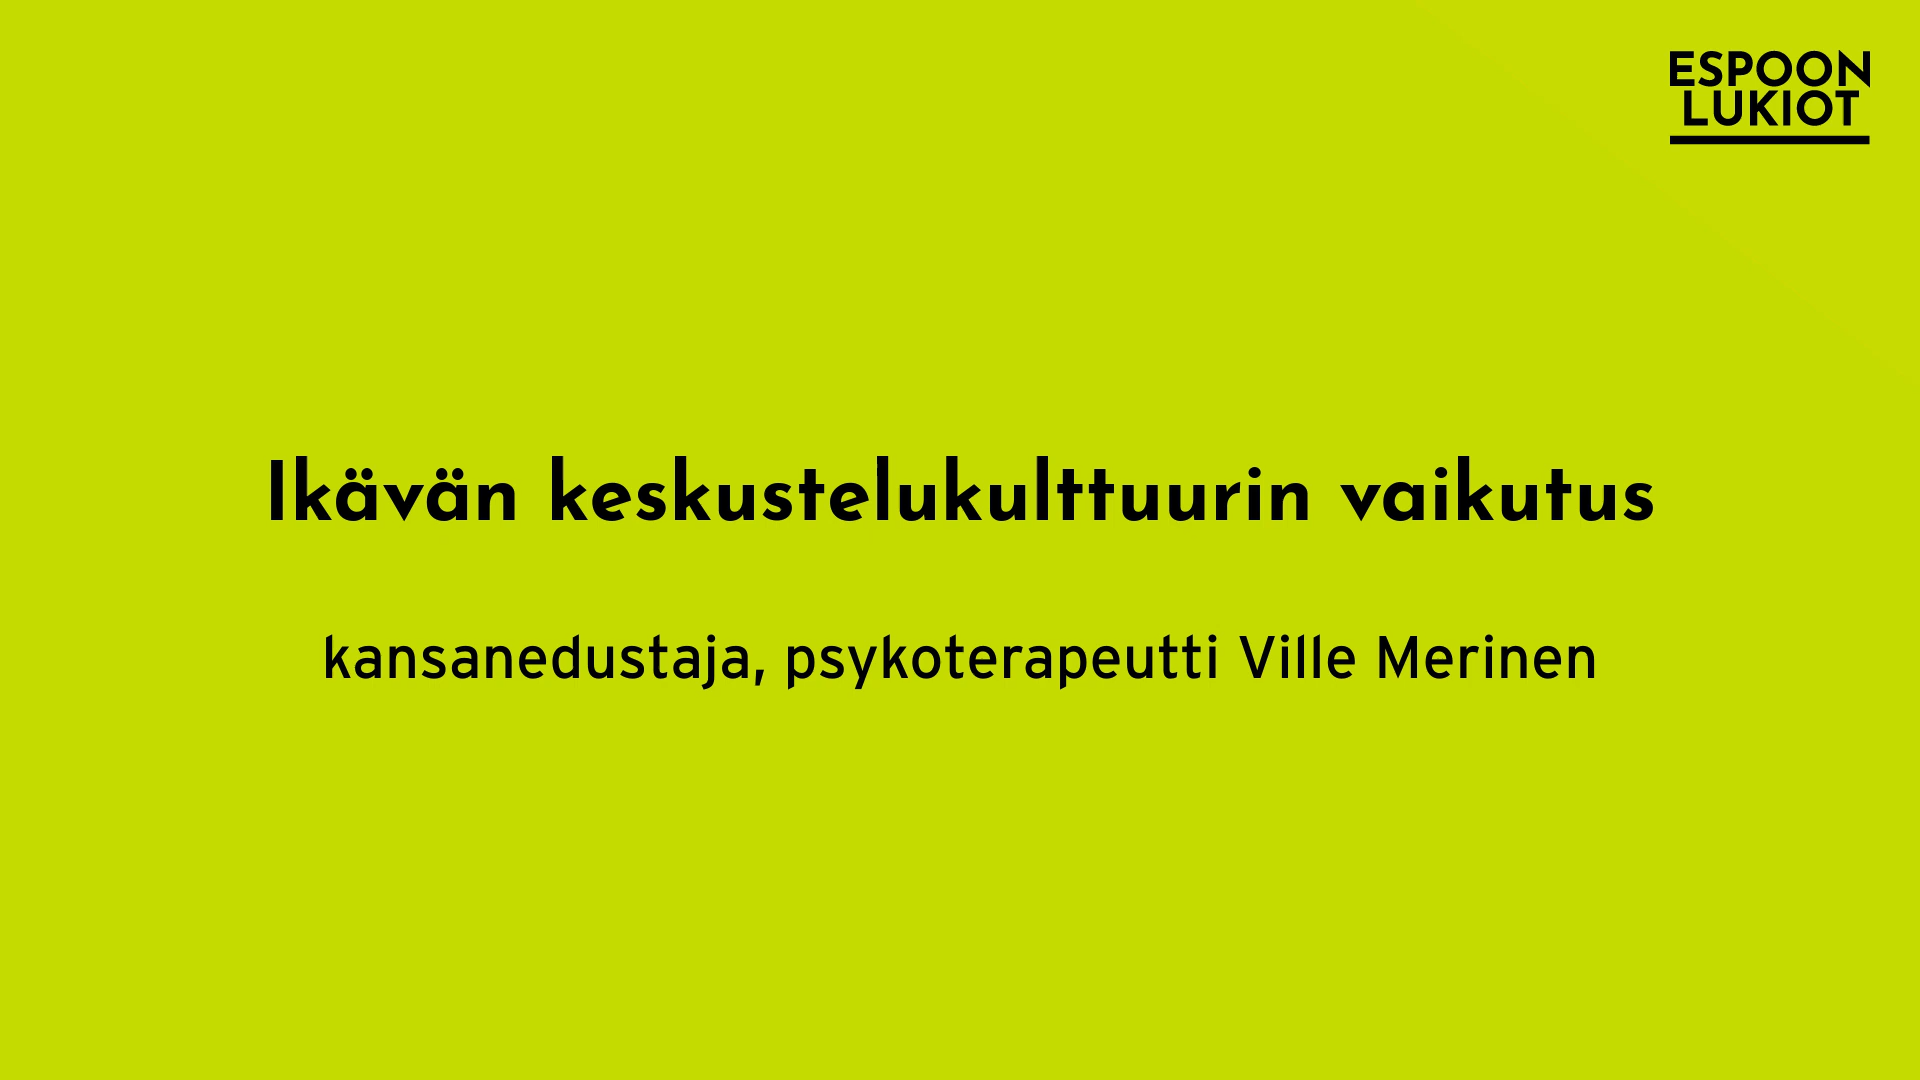 ESPOON
LUKIOT
Ikävän keskustelukulttuurin vaikutus
kansanedustaja, psykoterapeutti Ville Merinen